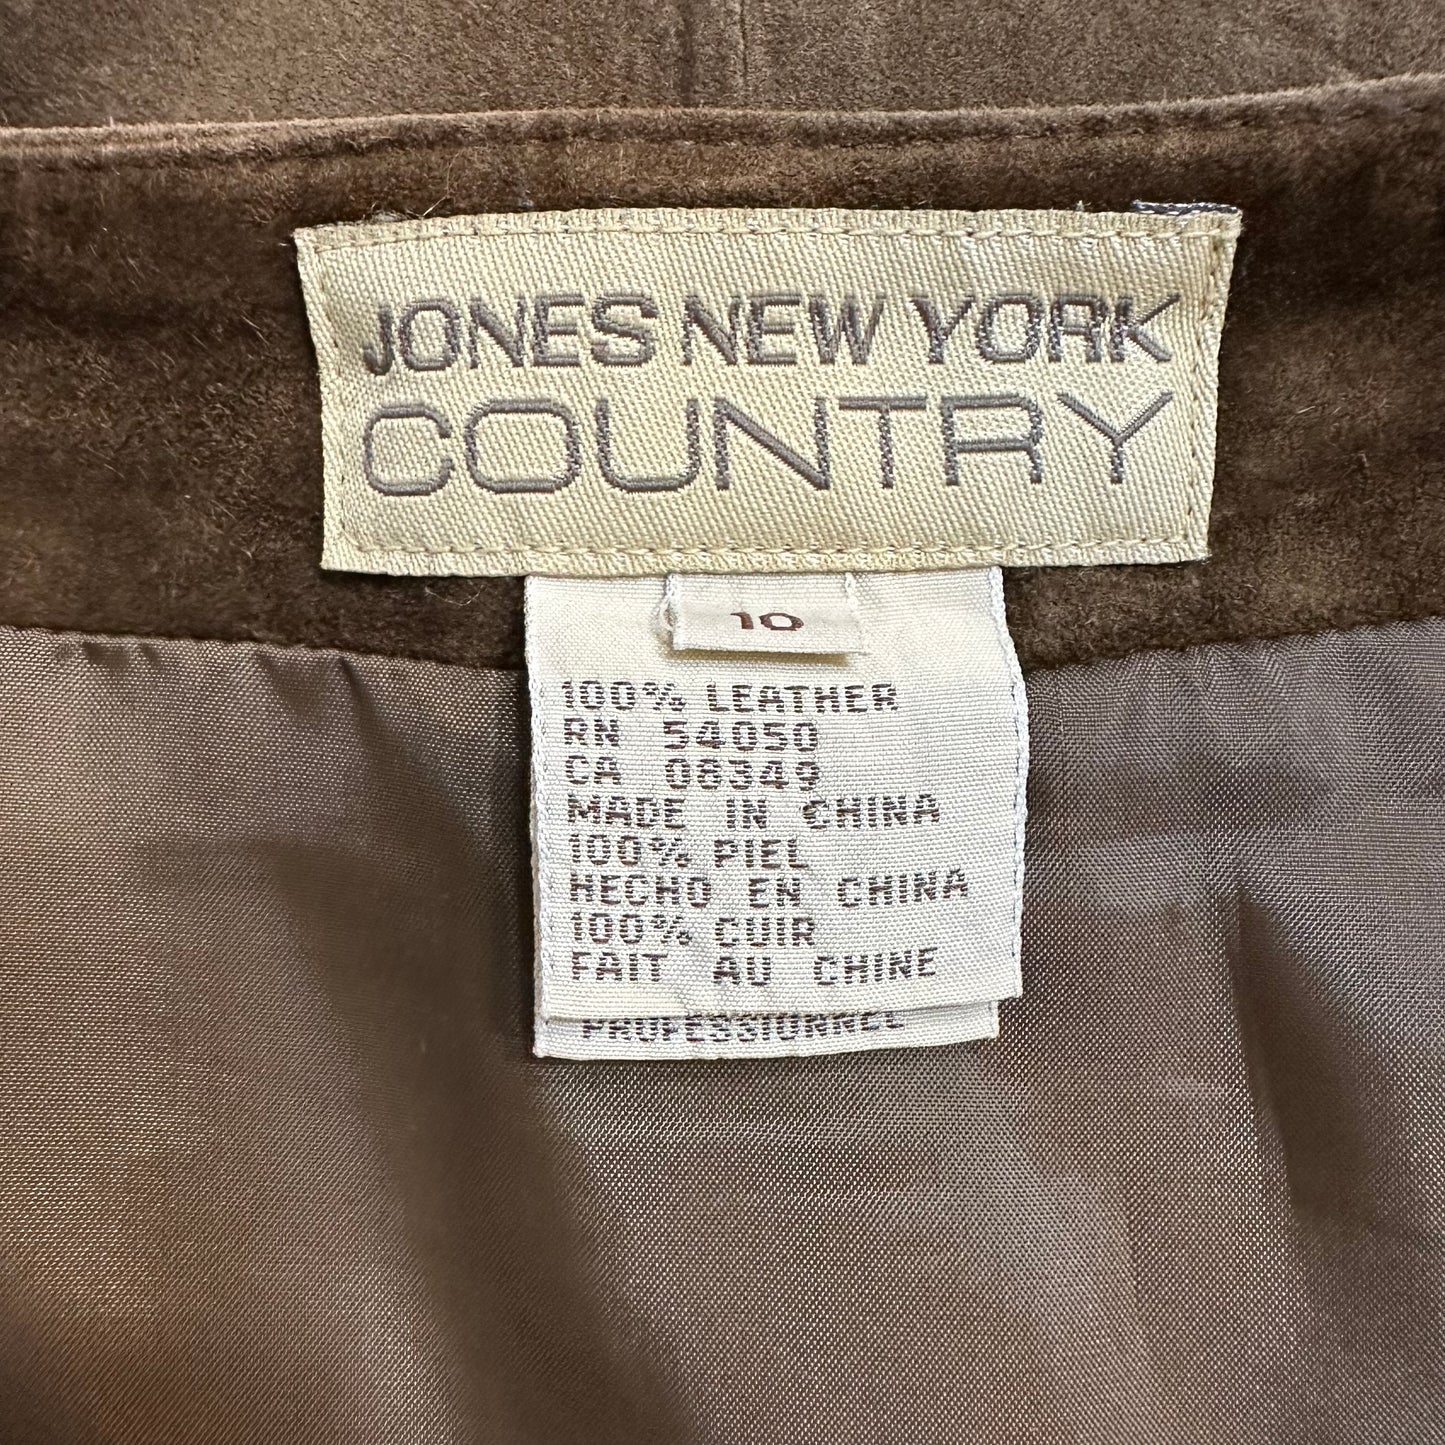 JONES NEW YORK
COUNTRY
10
100% LEATHER
RN 54050
CA 08349
MADE IN CHINA
100% PIEL
HECHO EN CHINA
100% CUIR
FAIT AU CHINE
PROFESSIONNEL